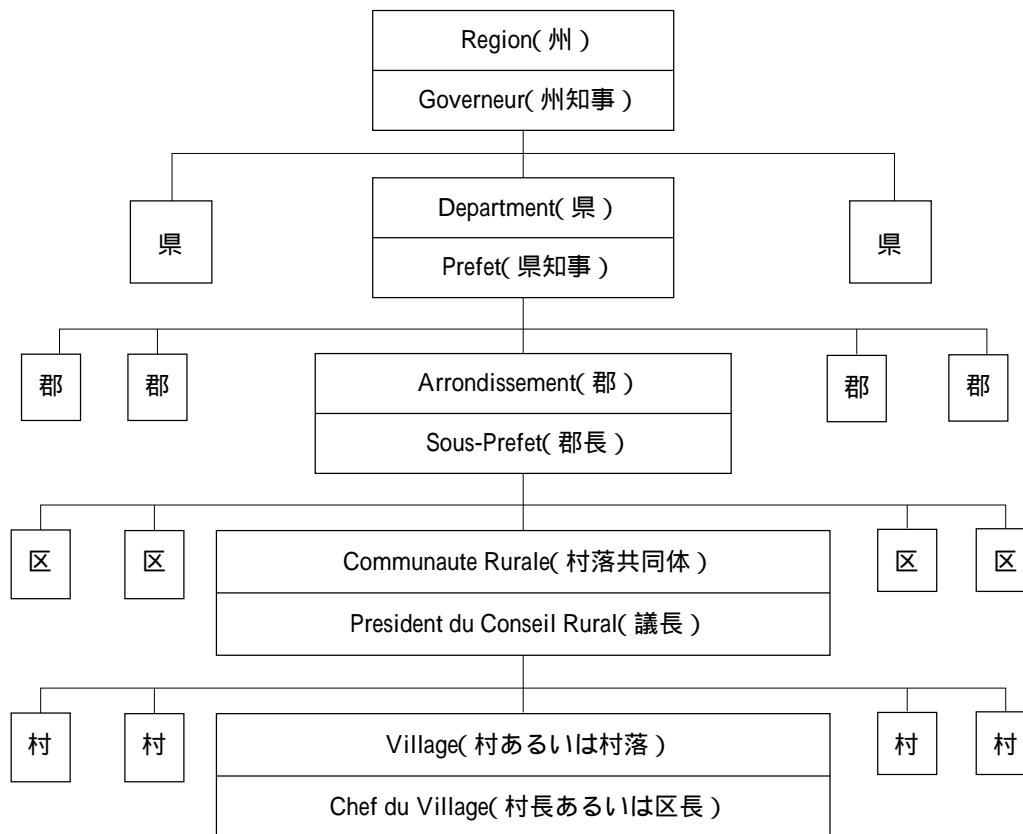 Region( 州 )
Governeur( 州知事 )
県
Department( 県 )
県
Prefet( 県知事 )
郡
郡
Arrondissement( 郡 )
郡
郡
Sous-Prefet( 郡長 )
区
区
Communaute Rurale( 村落共同体 )
区
区
President du Conseil Rural( 議長 )
村
村
Village( 村あるいは村落 )
村
村
Chef du Village( 村長あるいは区長 )